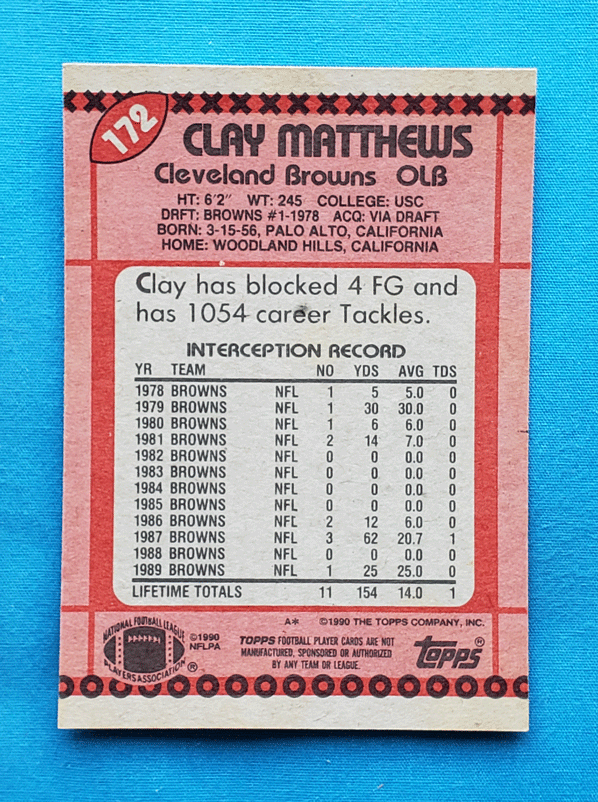 172
CLAY MATTHEWS
Cleveland Browns OLB
HT: 6'2" WT: 245 COLLEGE: USC
DRFT: BROWNS #1-1978 ACQ: VIA DRAFT
BORN: 3-15-56, PALO ALTO, CALIFORNIA
HOME: WOODLAND HILLS, CALIFORNIA
Clay has blocked 4 FG and
has 1054 career Tackles.
INTERCEPTION RECORD
YR TEAM NO YDS AVG TDS
1978 BROWNS NFL 1 5 5.0 0
1979 BROWNS NFL 1 30 30.0 0
1980 BROWNS NFL 1 6 6.0 0
1981 BROWNS NFL 2 14 7.0 0
1982 BROWNS NFL 0 0 0.0 0
1983 BROWNS NFL 0 0 0.0 0
1984 BROWNS NFL 0 0 0.0 0
1985 BROWNS NFL 0 0 0.0 0
1986 BROWNS NFL 2 12 6.0 0
1987 BROWNS NFL 3 62 20.7 1
1988 BROWNS NFL 0 0 0.0 0
1989 BROWNS NFL 1 25 25.0 0
LIFETIME TOTALS 11 154 14.0 1
A* ©1990 THE TOPPS COMPANY, INC.
NATIONAL FOOTBALL LEAGUE
PLAYERS ASSOCIATION ®
©1990
NFLPA
TOPPS FOOTBALL PLAYER CARDS ARE NOT
MANUFACTURED, SPONSORED OR AUTHORIZED
BY ANY TEAM OR LEAGUE.
topps ®